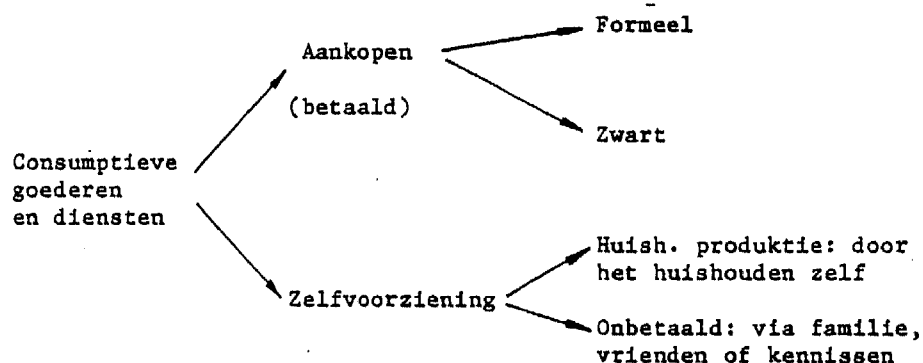 Formeel
Aankopen
(betaald)
Zwart
Consumptieve
goederen
en diensten
Huish. produktie: door
het huishouden zelf
Zelfvoorziening
Onbetaald: via familie,
vrienden of kennissen